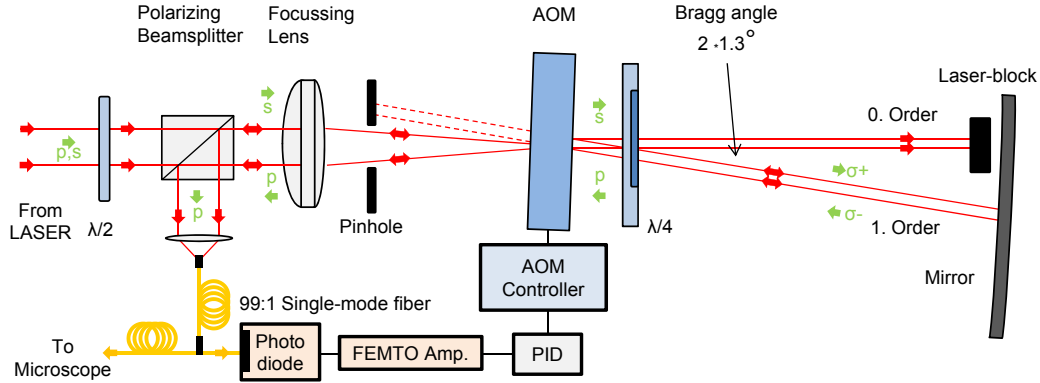 Polarizing
Beamsplitter
Focussing
Lens
AOM
Bragg angle
2 *1.3°
Laser-block
s
s
0. Order
p,s
p
p
σ+
σ-
p
From
LASER
λ/2
Pinhole
λ/4
1. Order
Mirror
AOM
Controller
99:1 Single-mode fiber
To
Microscope
Photo
diode
FEMTO Amp.
PID